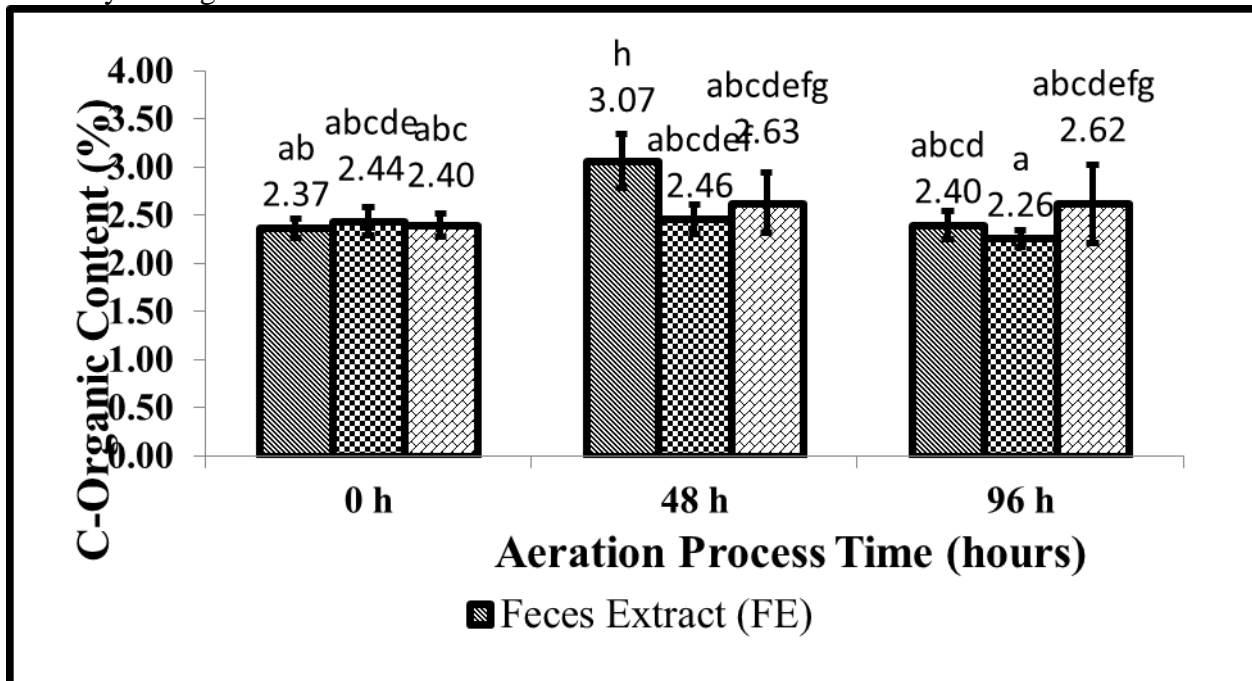 C-Organic Content (%)
4.00
3.50
3.00
2.50
2.00
1.50
1.00
0.50
0.00
ab
2.37
abcde
2.44
abc
2.40
h
3.07
abcdef
2.46
abcdefg
2.63
abcd
2.40
a
2.26
abcdefg
2.62
0 h
48 h
96 h
Aeration Process Time (hours)
Feces Extract (FE)